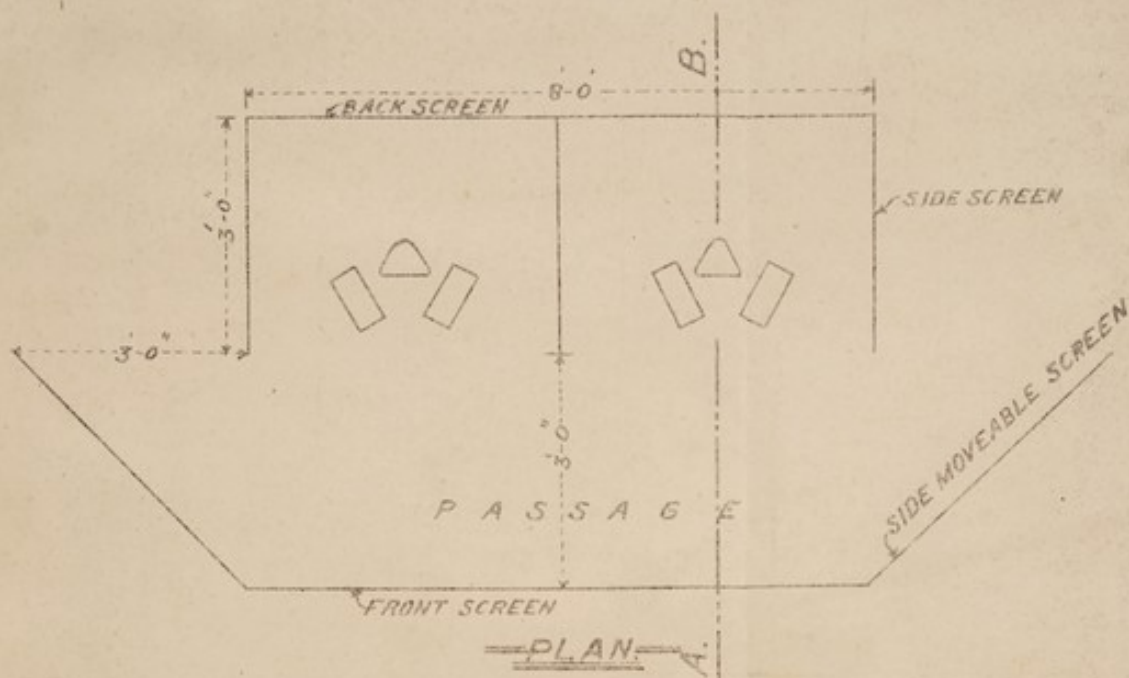 B.
8'-0"
BACK SCREEN
3'-0"
SIDE SCREEN
3'-0"
SIDE MOVEABLE SCREEN
3'-0"
PASSAGE
FRONT SCREEN
PLAN.
A.